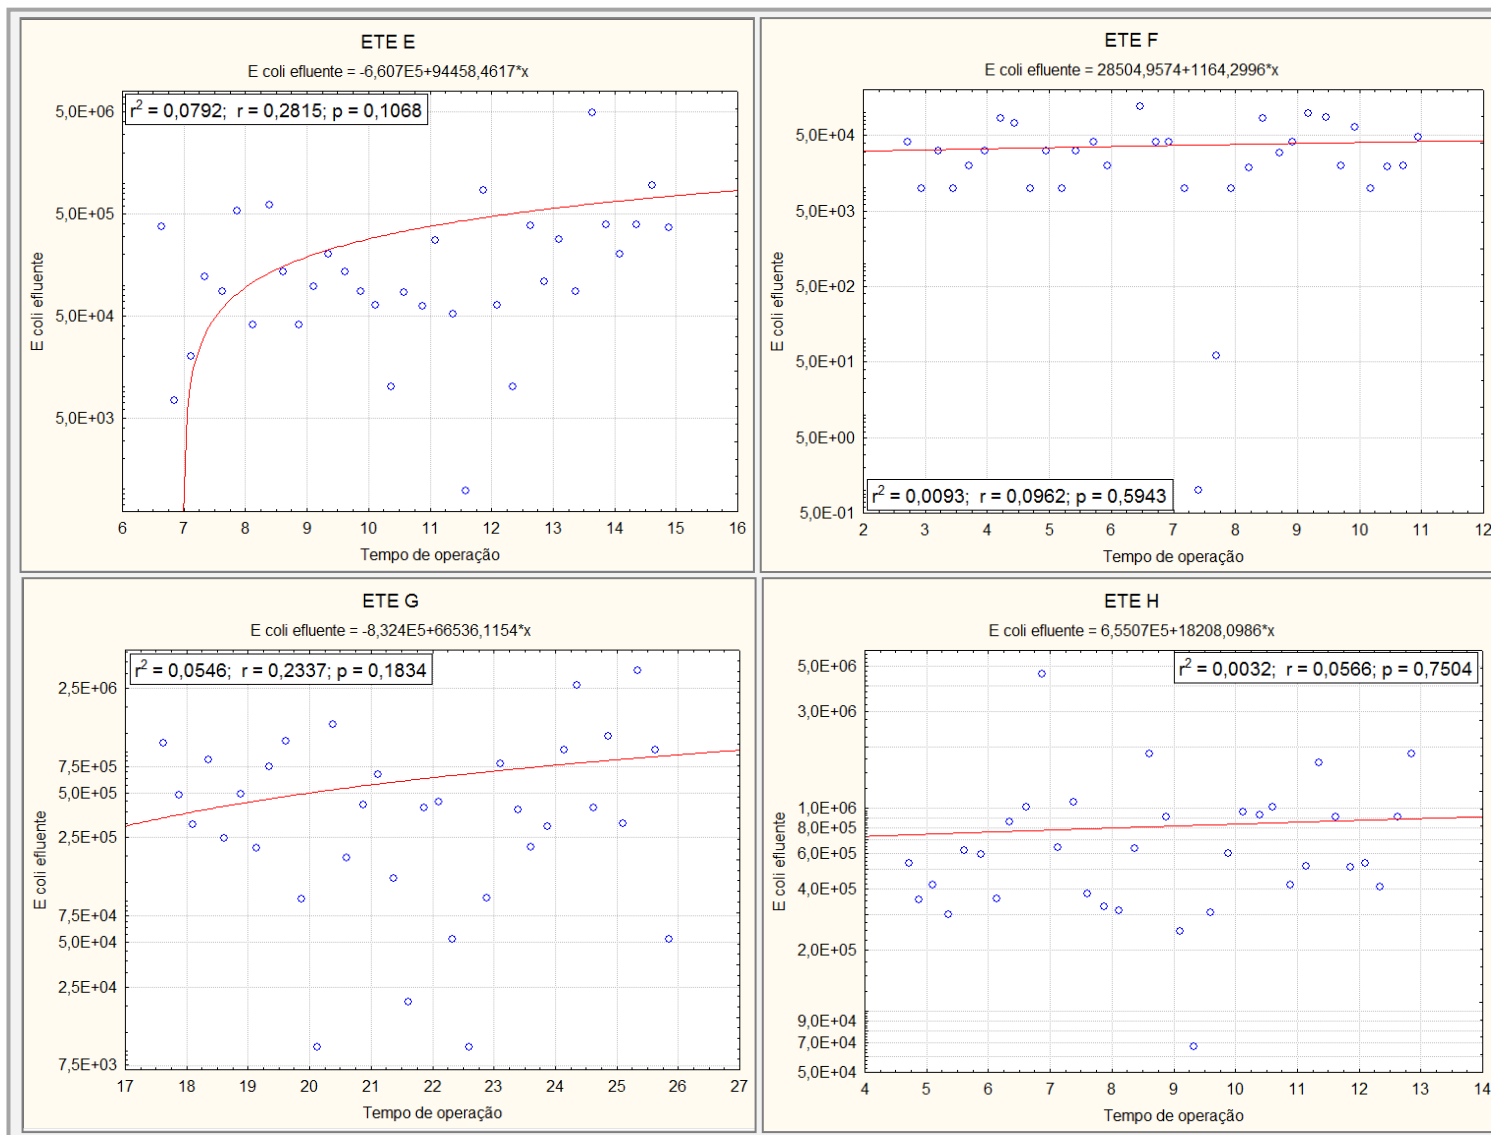 ETE E
E coli efluente = -6,607E5+94458,4617*x
r² = 0,0792; r = 0,2815; p = 0,1068
5,0E+06
5,0E+05
5,0E+04
5,0E+03
E coli efluente
6 7 8 9 10 11 12 13 14 15 16
Tempo de operação
ETE F
E coli efluente = 28504,9574+1164,2996*x
5,0E+04
5,0E+03
5,0E+02
5,0E+01
5,0E+00
5,0E-01
E coli efluente
r² = 0,0093; r = 0,0962; p = 0,5943
2 3 4 5 6 7 8 9 10 11 12
Tempo de operação
ETE G
E coli efluente = -8,324E5+66536,1154*x
r² = 0,0546; r = 0,2337; p = 0,1834
2,5E+06
7,5E+05
5,0E+05
2,5E+05
7,5E+04
5,0E+04
2,5E+04
7,5E+03
E coli efluente
17 18 19 20 21 22 23 24 25 26 27
Tempo de operação
ETE H
E coli efluente = 6,5507E5+18208,0986*x
r² = 0,0032; r = 0,0566; p = 0,7504
5,0E+06
3,0E+06
1,0E+06
8,0E+05
6,0E+05
4,0E+05
2,0E+05
9,0E+04
7,0E+04
5,0E+04
E coli efluente
4 5 6 7 8 9 10 11 12 13 14
Tempo de operação